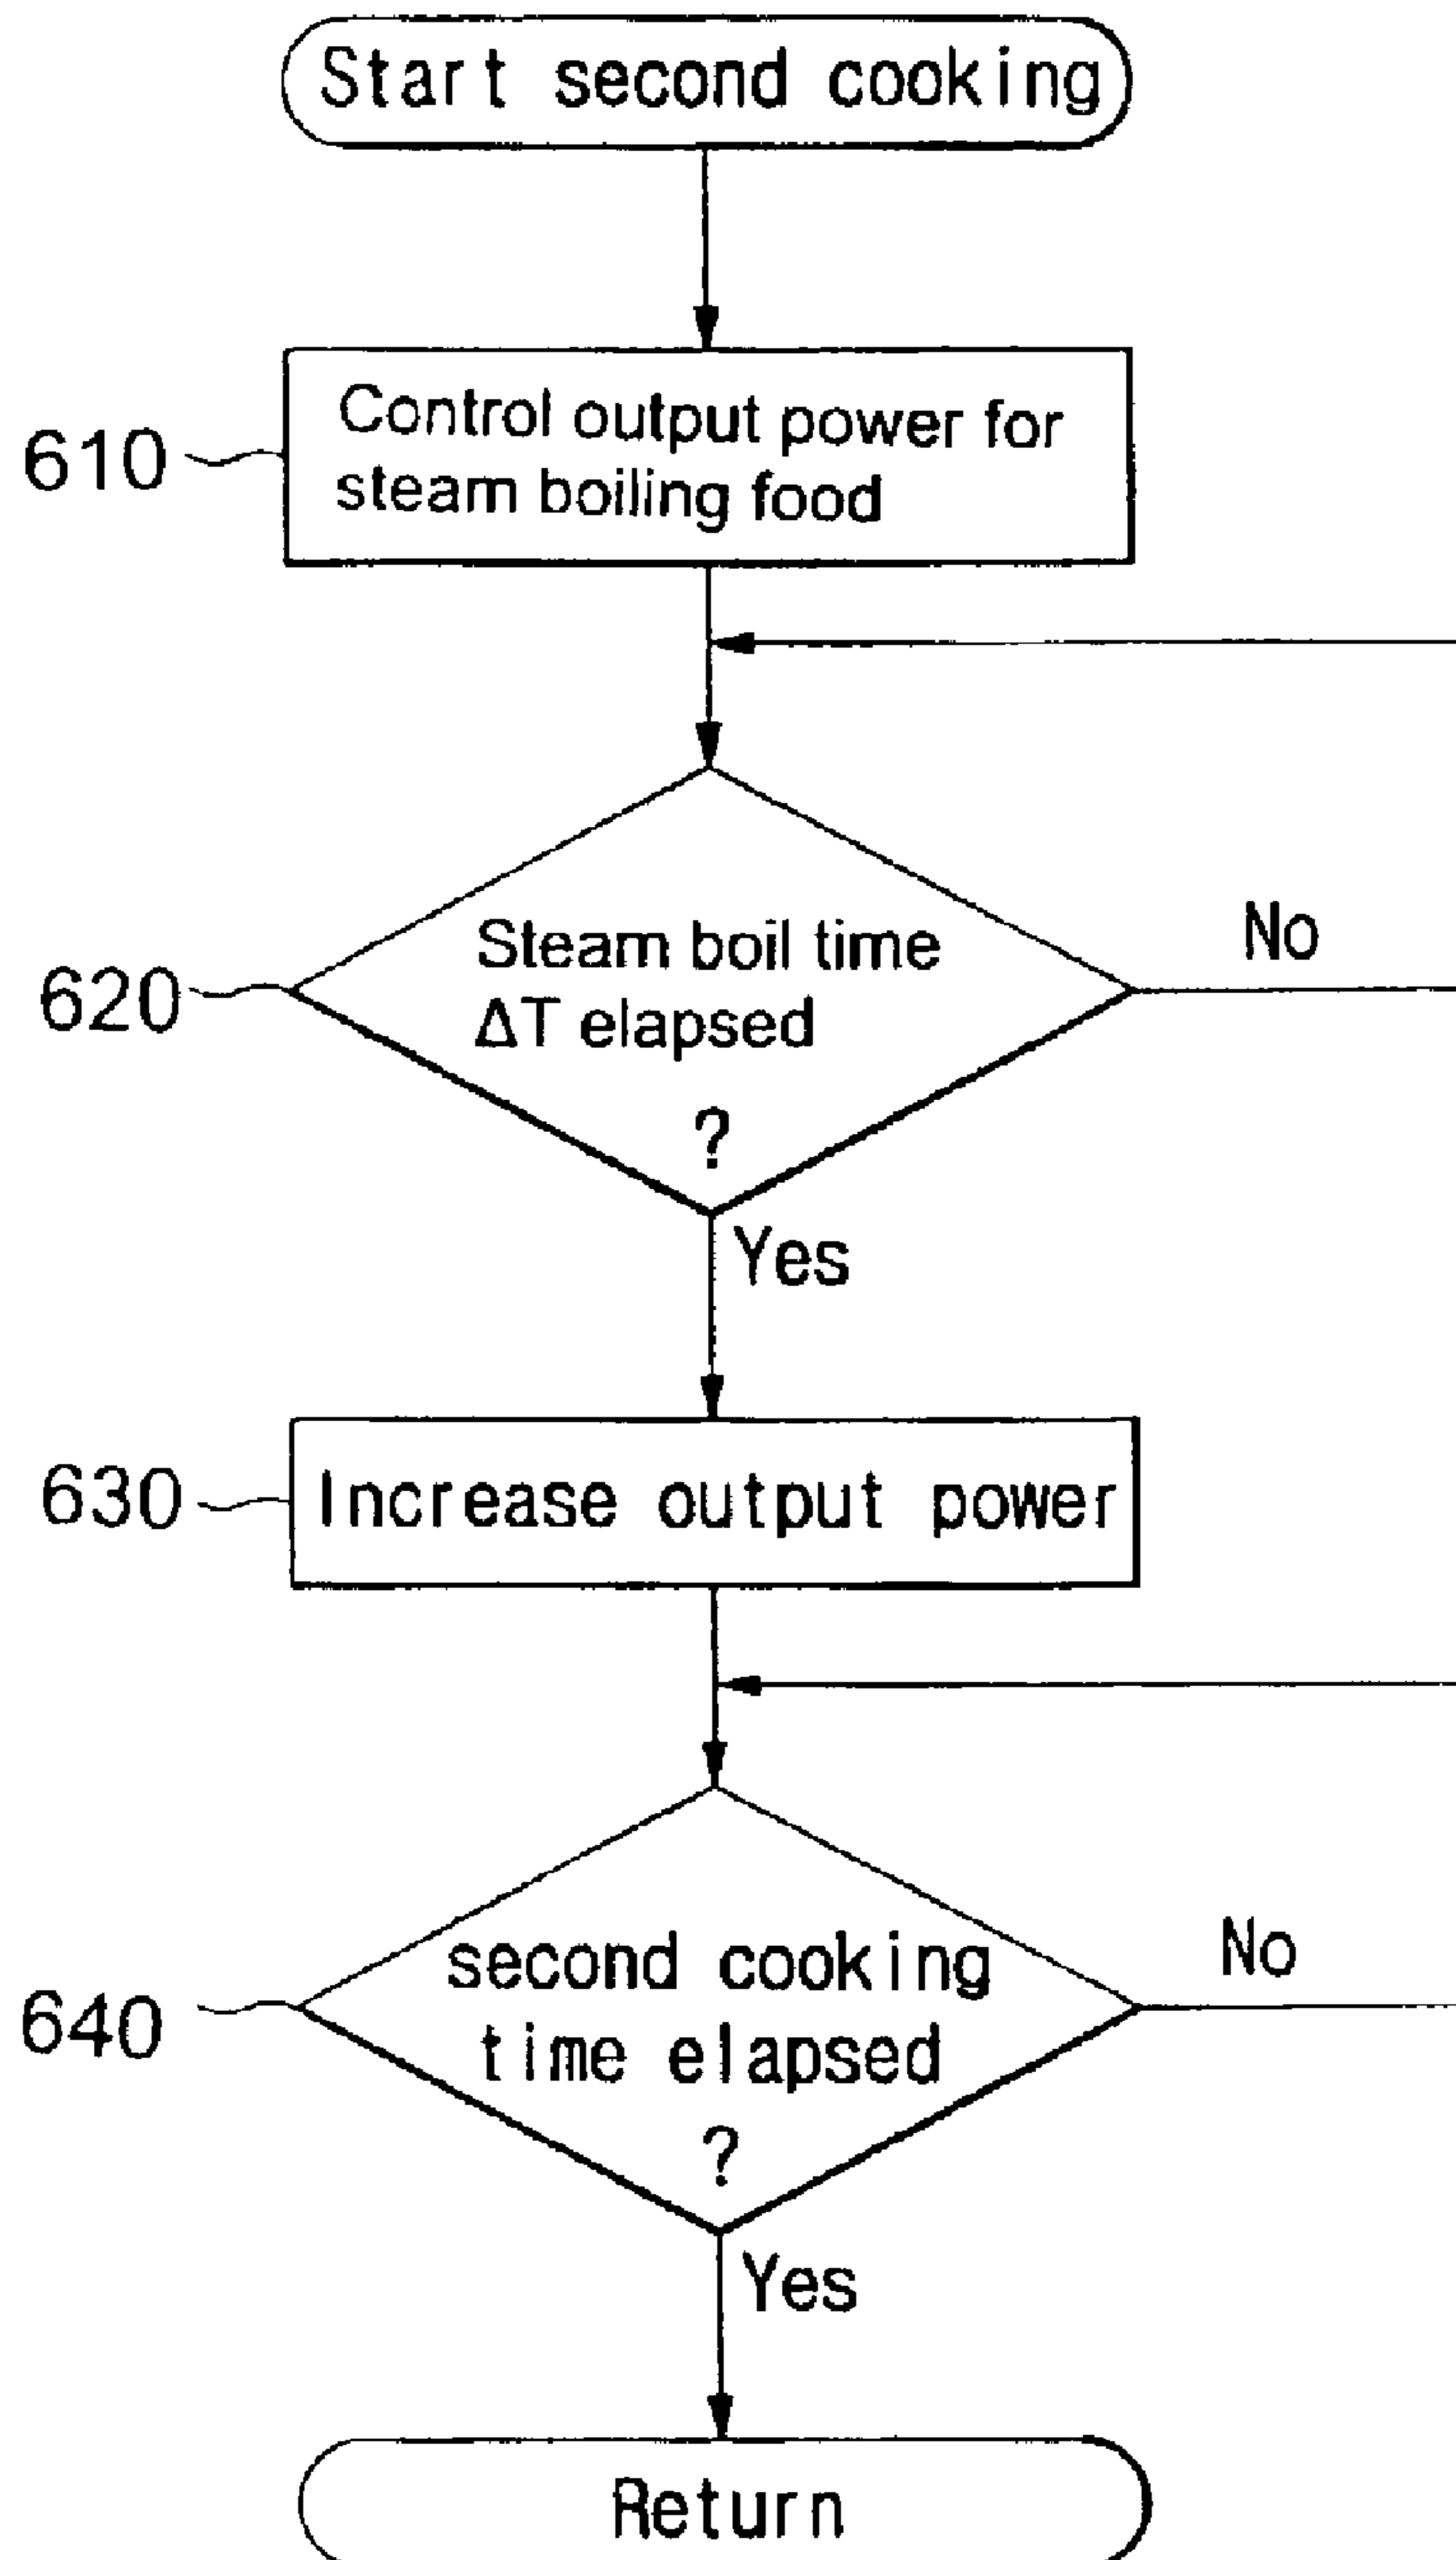 Start second cooking
610
Control output power for
steam boiling food
620
Steam boil time
ΔT elapsed
?
No
Yes
630
Increase output power
640
second cooking
time elapsed
?
No
Yes
Return